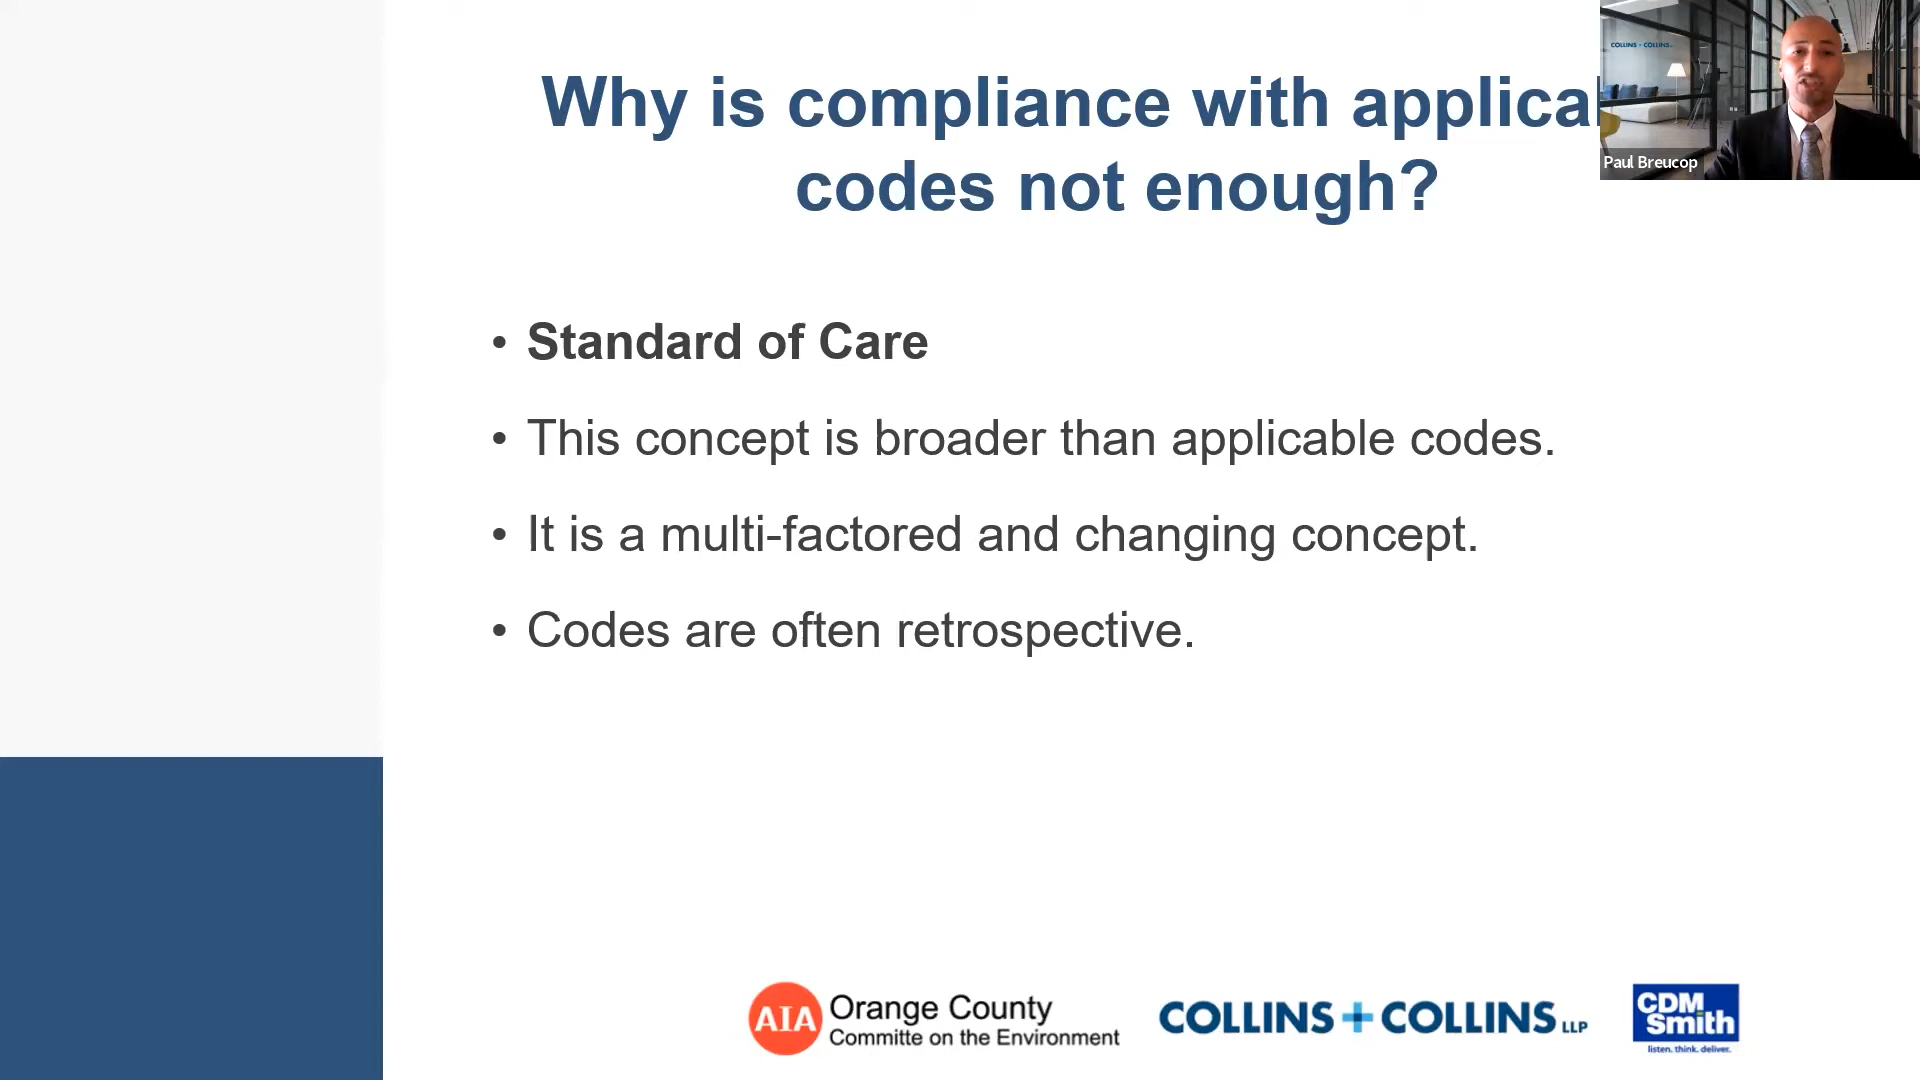 Why is compliance with applica
codes not enough?
COLLINS + COLLINS
Paul Breucop
• Standard of Care
• This concept is broader than applicable codes.
• It is a multi-factored and changing concept.
• Codes are often retrospective.
AIA Orange County
Committe on the Environment
COLLINS + COLLINS LLP
CDM
Smith
listen. think. deliver.